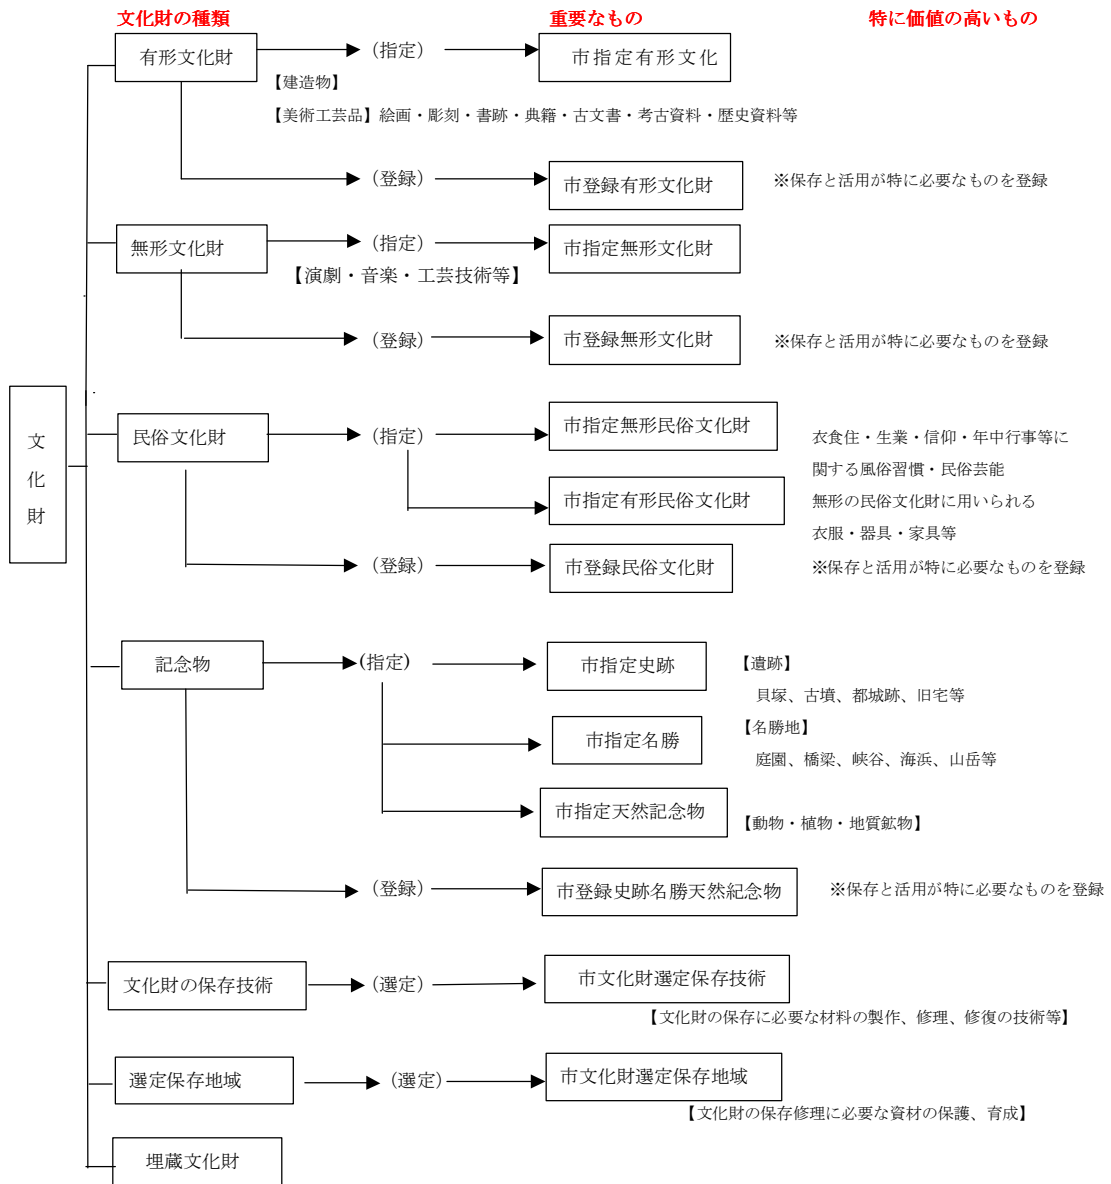 文化財の種類 重要なもの 特に価値の高いもの
有形文化財 (指定) 市指定有形文化
【建造物】
【美術工芸品】絵画・彫刻・書跡・典籍・古文書・考古資料・歴史資料等
(登録) 市登録有形文化財 ※保存と活用が特に必要なものを登録
無形文化財 (指定) 市指定無形文化財
【演劇・音楽・工芸技術等】
(登録) 市登録無形文化財 ※保存と活用が特に必要なものを登録
文化財
民俗文化財 (指定) 市指定無形民俗文化財
衣食住・生業・信仰・年中行事等に
関する風俗習慣・民俗芸能
市指定有形民俗文化財
無形の民俗文化財に用いられる
衣服・器具・家具等
(登録) 市登録民俗文化財 ※保存と活用が特に必要なものを登録
記念物 (指定) 市指定史跡 【遺跡】
貝塚、古墳、都城跡、旧宅等
市指定名勝 【名勝地】
庭園、橋梁、峡谷、海浜、山岳等
市指定天然記念物 【動物・植物・地質鉱物】
(登録) 市登録史跡名勝天然紀念物 ※保存と活用が特に必要なものを登録
文化財の保存技術 (選定) 市文化財選定保存技術
【文化財の保存に必要な材料の製作、修理、修復の技術等】
選定保存地域 (選定) 市文化財選定保存地域
【文化財の保存修理に必要な資材の保護、育成】
埋蔵文化財